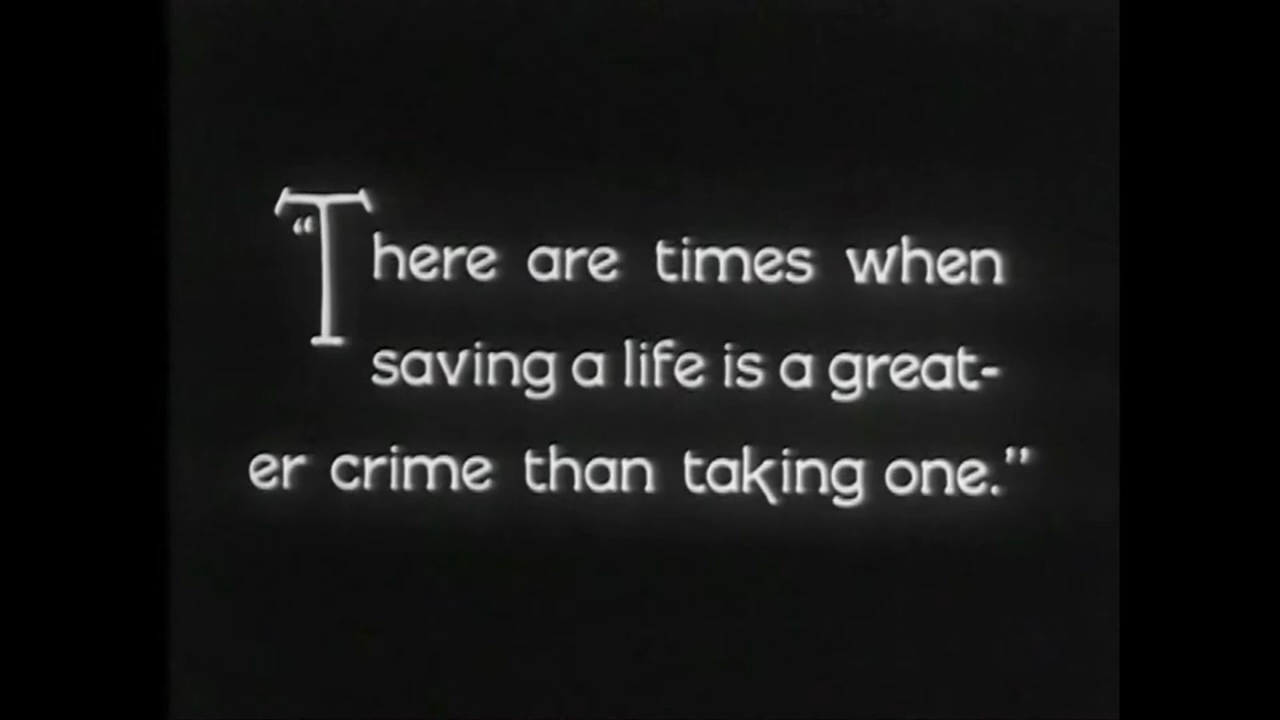 “There are times when
saving a life is a great-
er crime than taking one.”